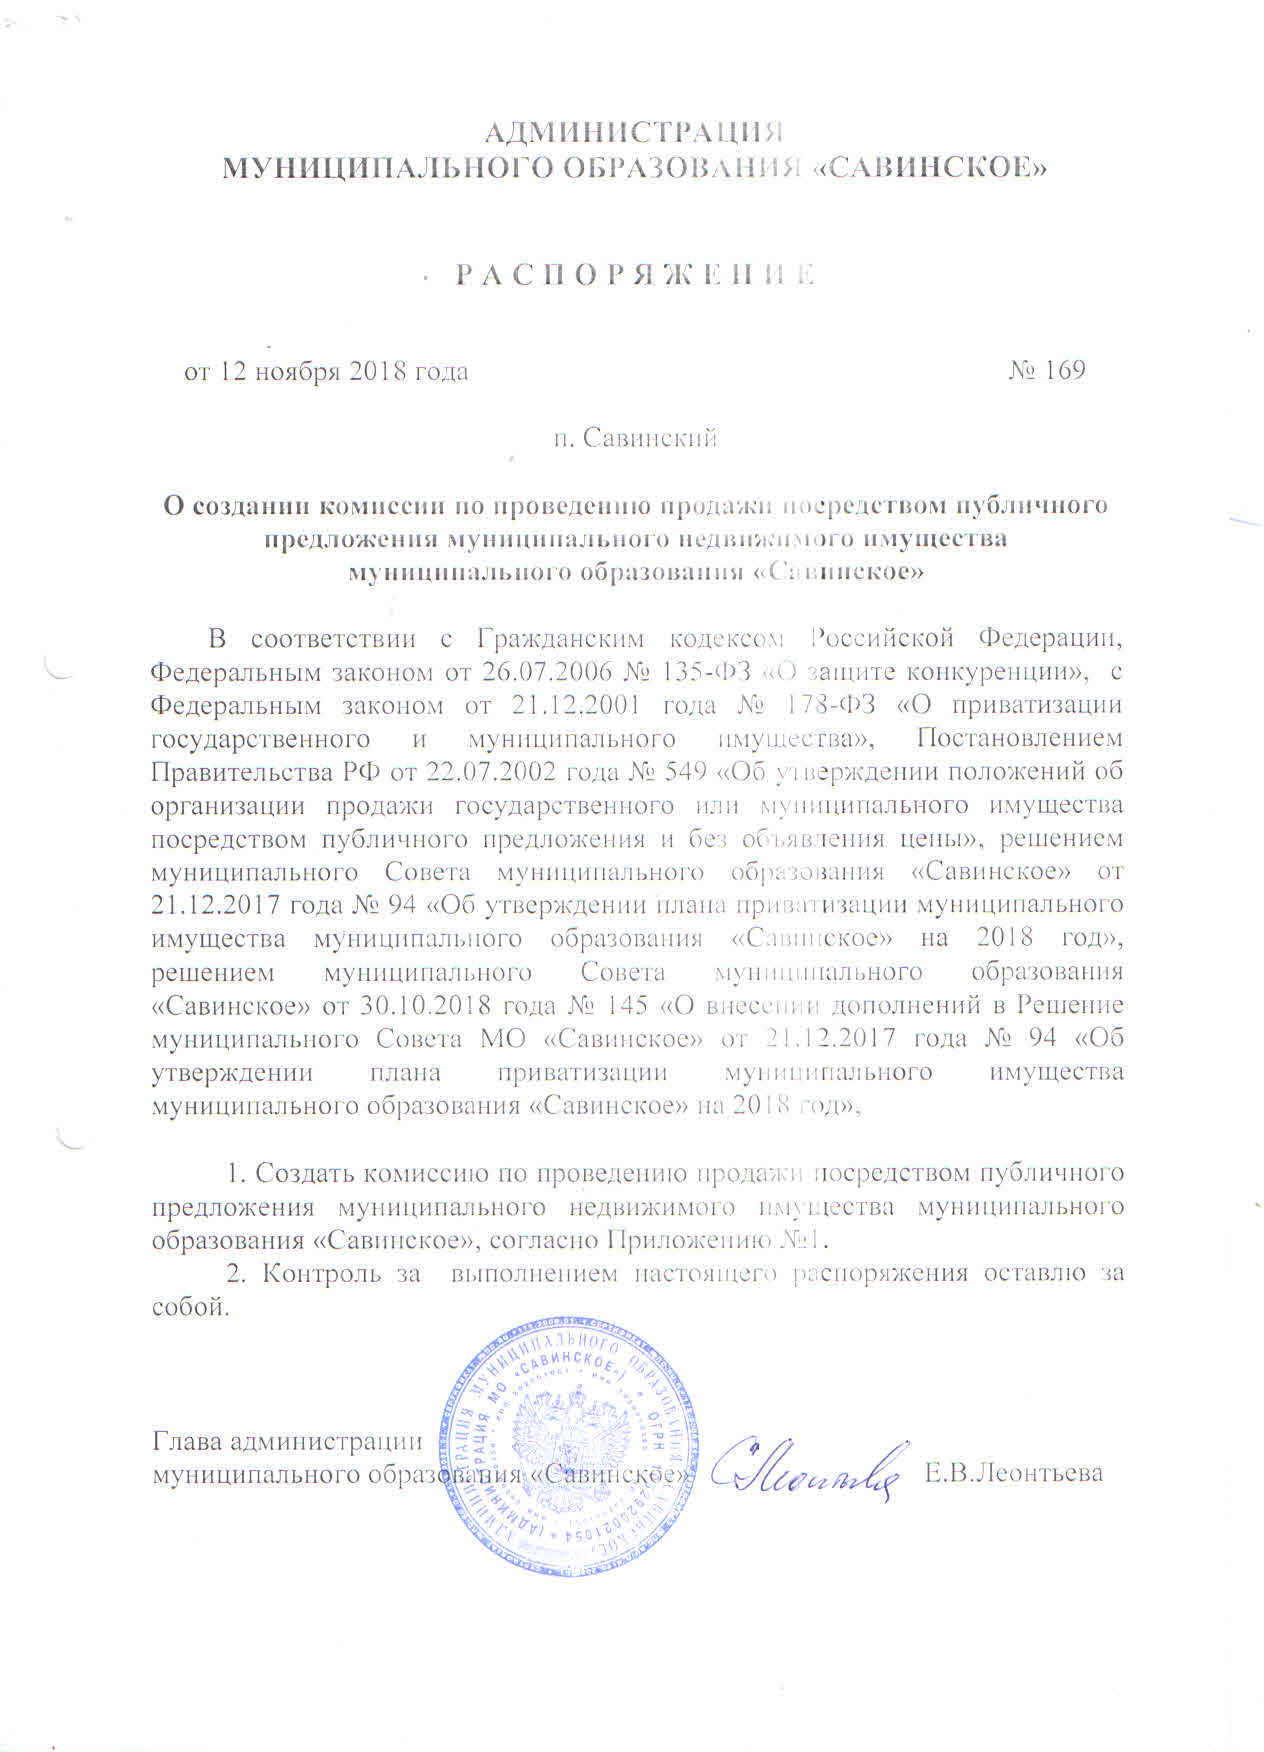 АДМИНИСТРАЦИЯ
МУНИЦИПАЛЬНОГО ОБРАЗОВАНИЯ «САВИНСКОЕ»
Р А С П О Р Я Ж Е Н И Е
от 12 ноября 2018 года № 169
п. Савинский
О создании комиссии по проведению продажи посредством публичного
предложения муниципального недвижимого имущества
муниципального образования «Савинское»
В соответствии с Гражданским кодексом Российской Федерации,
Федеральным законом от 26.07.2006 № 135-ФЗ «О защите конкуренции», с
Федеральным законом от 21.12.2001 года № 178-ФЗ «О приватизации
государственного и муниципального имущества», Постановлением
Правительства РФ от 22.07.2002 года № 549 «Об утверждении положений об
организации продажи государственного или муниципального имущества
посредством публичного предложения и без объявления цены», решением
муниципального Совета муниципального образования «Савинское» от
21.12.2017 года № 94 «Об утверждении плана приватизации муниципального
имущества муниципального образования «Савинское» на 2018 год»,
решением муниципального Совета муниципального образования
«Савинское» от 30.10.2018 года № 145 «О внесении дополнений в Решение
муниципального Совета МО «Савинское» от 21.12.2017 года № 94 «Об
утверждении плана приватизации муниципального имущества
муниципального образования «Савинское» на 2018 год»,
1. Создать комиссию по проведению продажи посредством публичного
предложения муниципального недвижимого имущества муниципального
образования «Савинское», согласно Приложению №1.
2. Контроль за выполнением настоящего распоряжения оставлю за
собой.
Глава администрации
муниципального образования «Савинское» Е.В.Леонтьева
АДМИНИСТРАЦИЯ МУНИЦИПАЛЬНОГО ОБРАЗОВАНИЯ «САВИНСКОЕ»
(АДМИНИСТРАЦИЯ МО «САВИНСКОЕ») * ОГРН